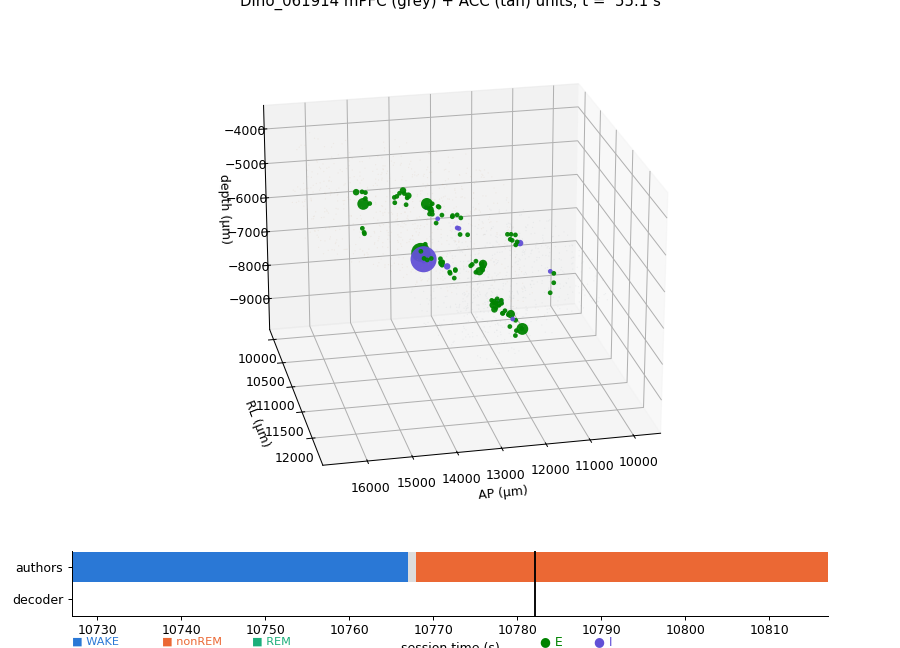 Dino_061914 mPFC (grey) + ACC (tan) units, t = 55.1 s
−4000
−5000
−6000
−7000
−8000
−9000
depth (μm)
10000
10500
11000
11500
12000
RL (μm)
16000 15000 14000 13000 12000 11000 10000
AP (μm)
authors
decoder
10730 10740 10750 10760 10770 10780 10790 10800 10810
session time (s)
WAKE nonREM REM E I